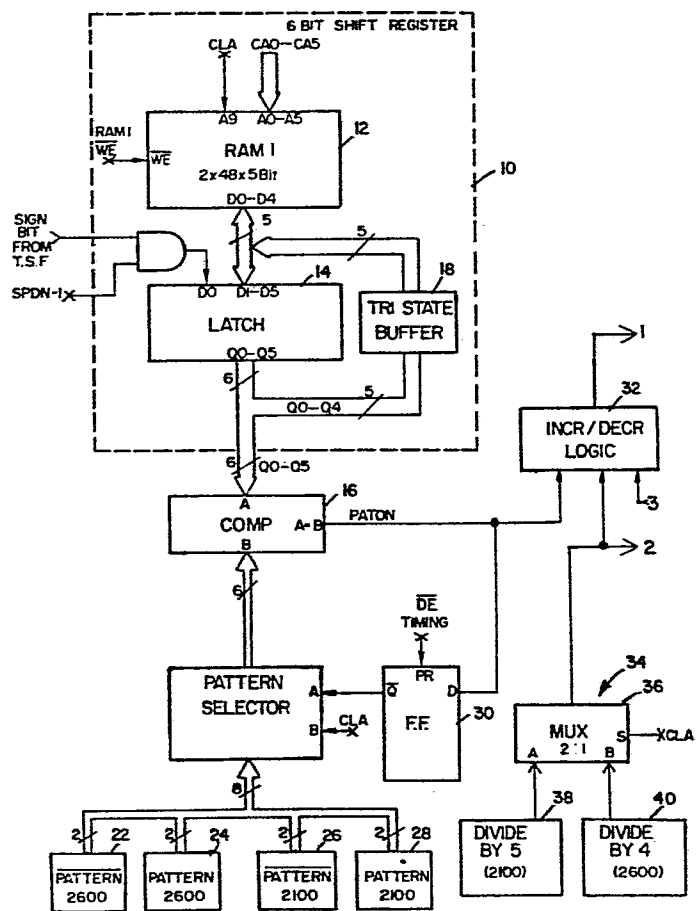 6 BIT SHIFT REGISTER
CLA CA0-CA5
A9 A0-A5
12
RAM I
WE
RAM I
2x48x5Bit
WE
D0-D4
10
5
5
SIGN
BIT
FROM
T.S.F
SPDN-1
14
18
D0 D1-D5
LATCH
Q0-Q5
TRI STATE
BUFFER
6
5
Q0-Q4
1
32
INCR/DECR
LOGIC
6 Q0-Q5
16
A
COMP A-B
B
PATON
3
2
6
DE
TIMING
PATTERN
SELECTOR
A
B
CLA
PR
Q D
F.F.
30
34
36
MUX
2:1
S
A B
CLA
8
2 22
2 24
2 26
2 28
38
40
PATTERN
2600
PATTERN
2600
PATTERN
2100
PATTERN
2100
DIVIDE
BY 5
(2100)
DIVIDE
BY 4
(2600)